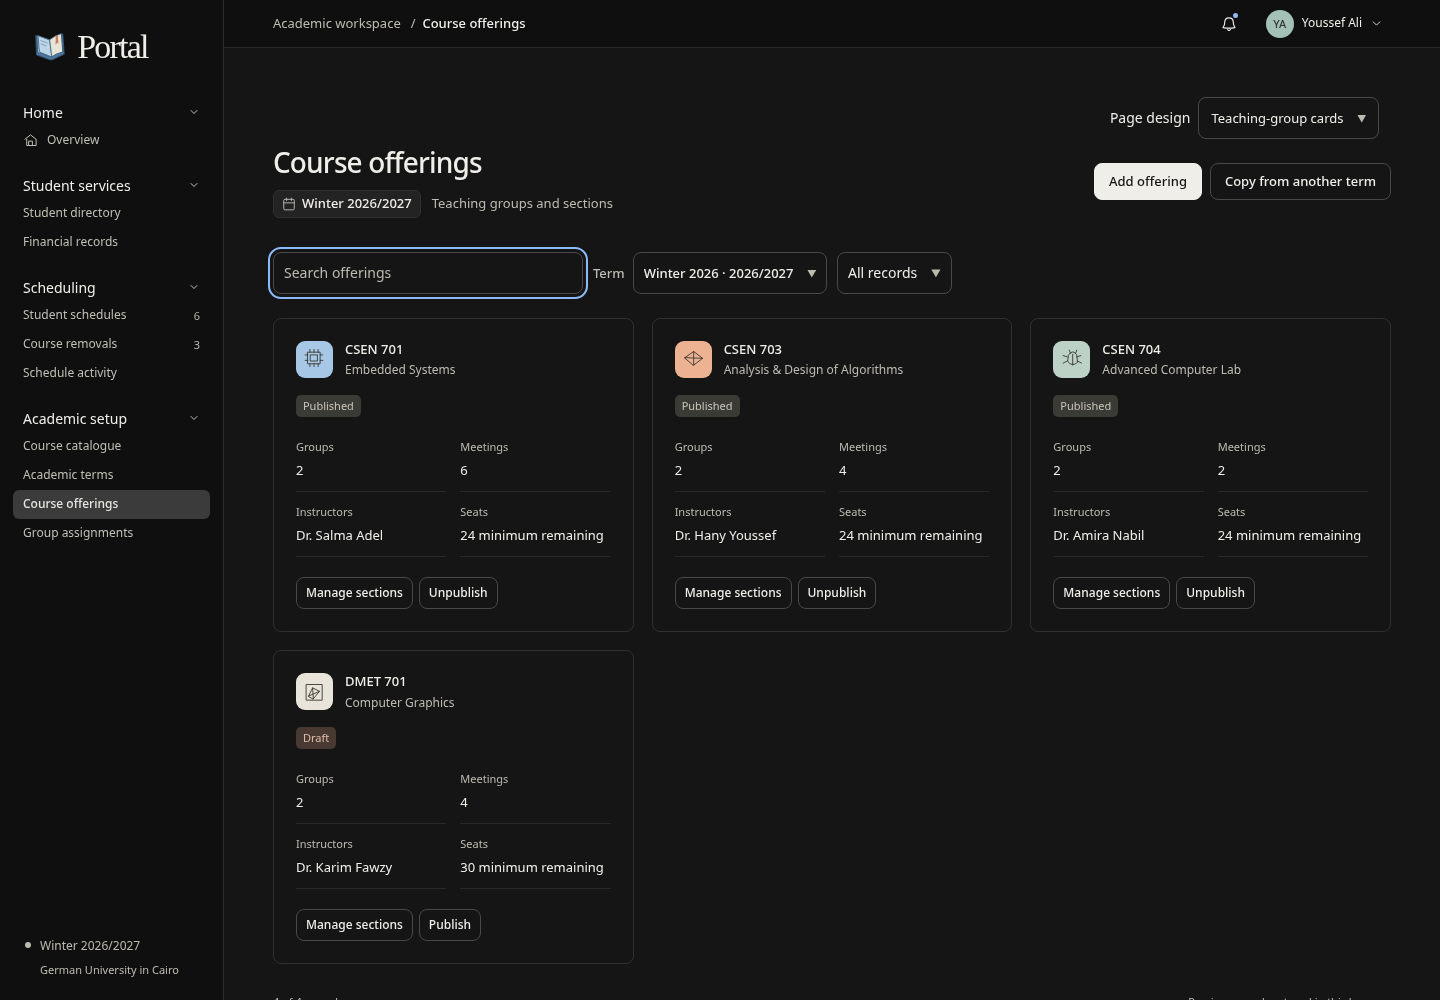 Portal
Home
Overview
Student services
Student directory
Financial records
Scheduling
Student schedules 6
Course removals 3
Schedule activity
Academic setup
Course catalogue
Academic terms
Course offerings
Group assignments
Winter 2026/2027
German University in Cairo
Academic workspace / Course offerings
YA Youssef Ali
Page design Teaching-group cards
Course offerings
Add offering Copy from another term
Winter 2026/2027 Teaching groups and sections
Search offerings Term Winter 2026 · 2026/2027 All records
CSEN 701
Embedded Systems
Published
Groups Meetings
2 6
Instructors Seats
Dr. Salma Adel 24 minimum remaining
Manage sections Unpublish
CSEN 703
Analysis & Design of Algorithms
Published
Groups Meetings
2 4
Instructors Seats
Dr. Hany Youssef 24 minimum remaining
Manage sections Unpublish
CSEN 704
Advanced Computer Lab
Published
Groups Meetings
2 2
Instructors Seats
Dr. Amira Nabil 24 minimum remaining
Manage sections Unpublish
DMET 701
Computer Graphics
Draft
Groups Meetings
2 4
Instructors Seats
Dr. Karim Fawzy 30 minimum remaining
Manage sections Publish